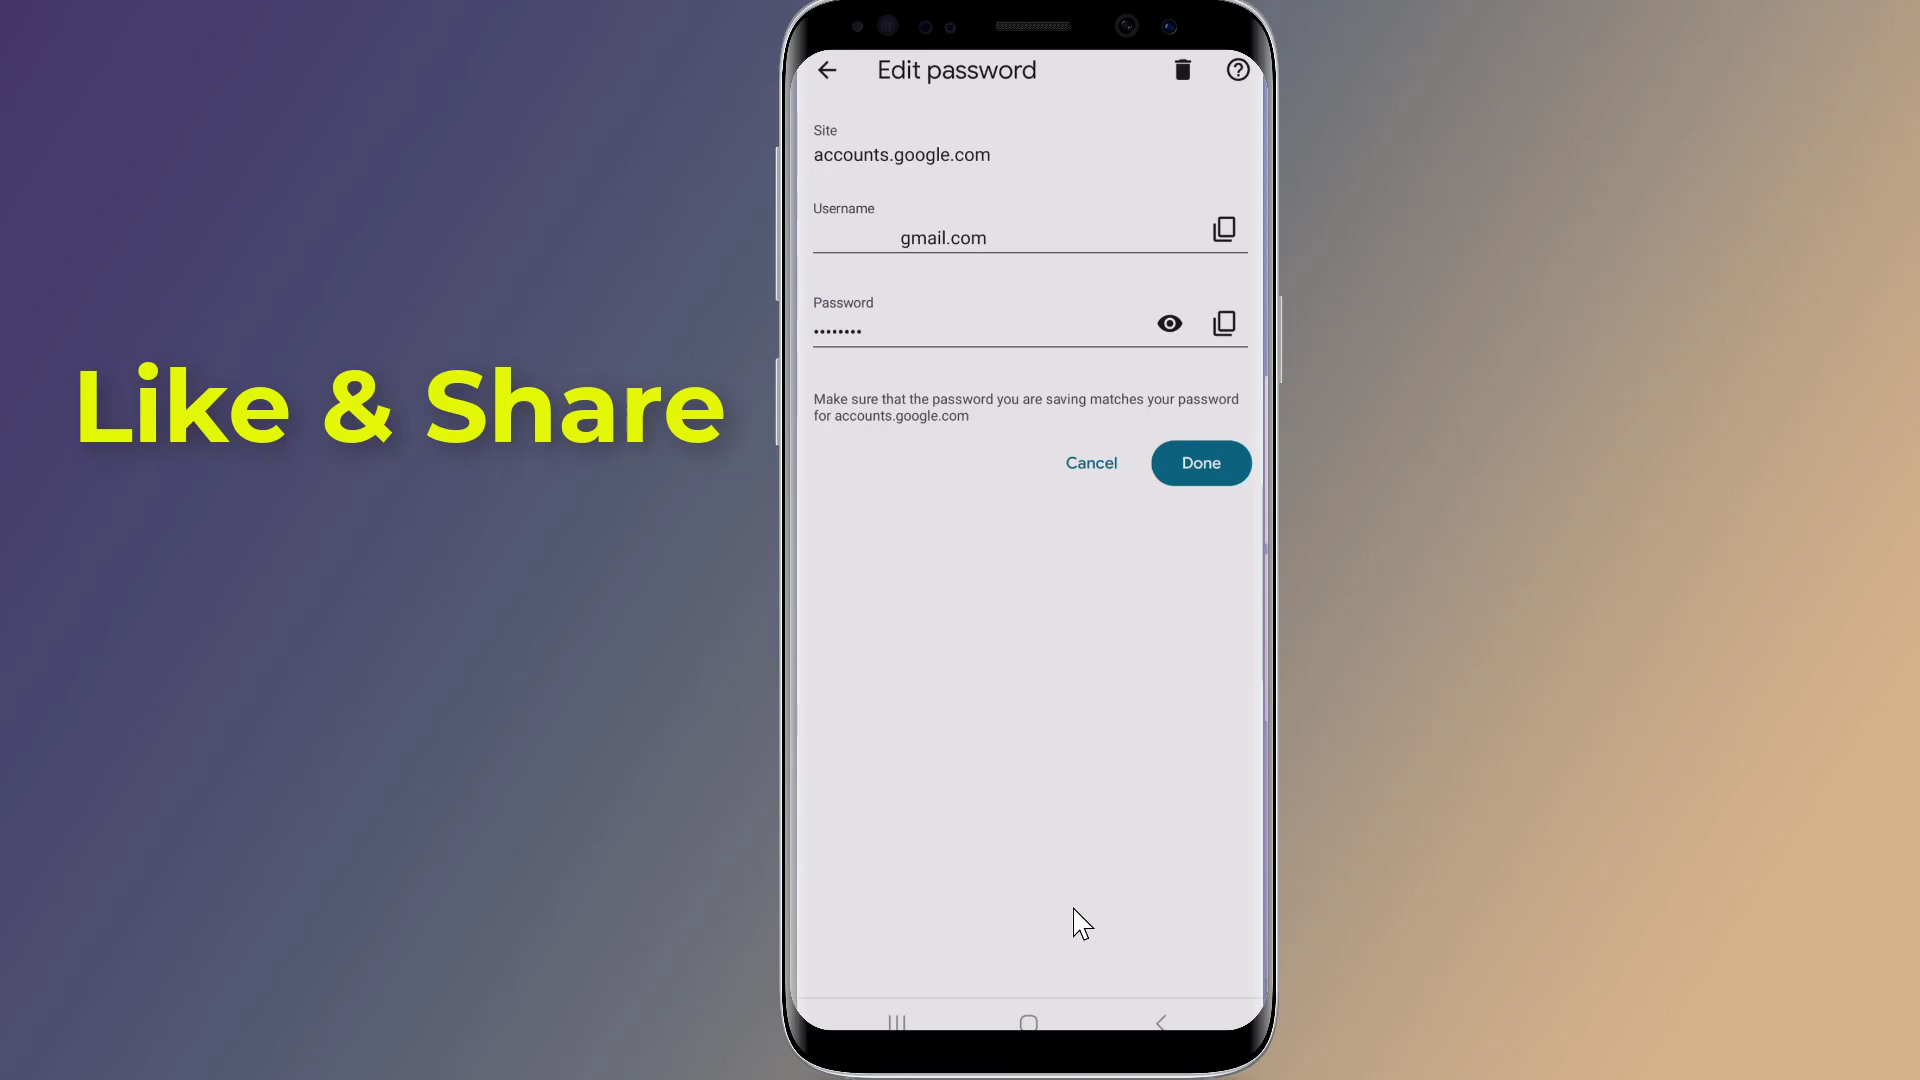 Edit password
Site
accounts.google.com
Username
gmail.com
Password
••••••••
Make sure that the password you are saving matches your password
for accounts.google.com
Cancel
Done
Like & Share